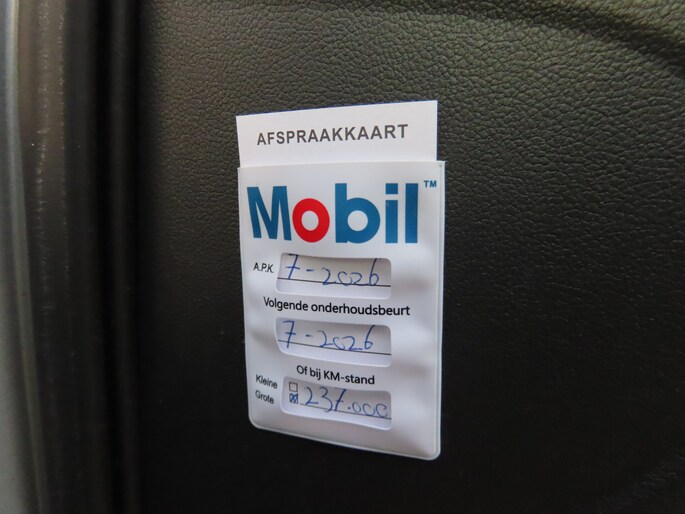 AFSPRAAKKAART
Mobil™
A.P.K. 7-2026
Volgende onderhoudsbeurt
7-2026
Of bij KM-stand
Kleine ☐
Grote ☒ 237.000